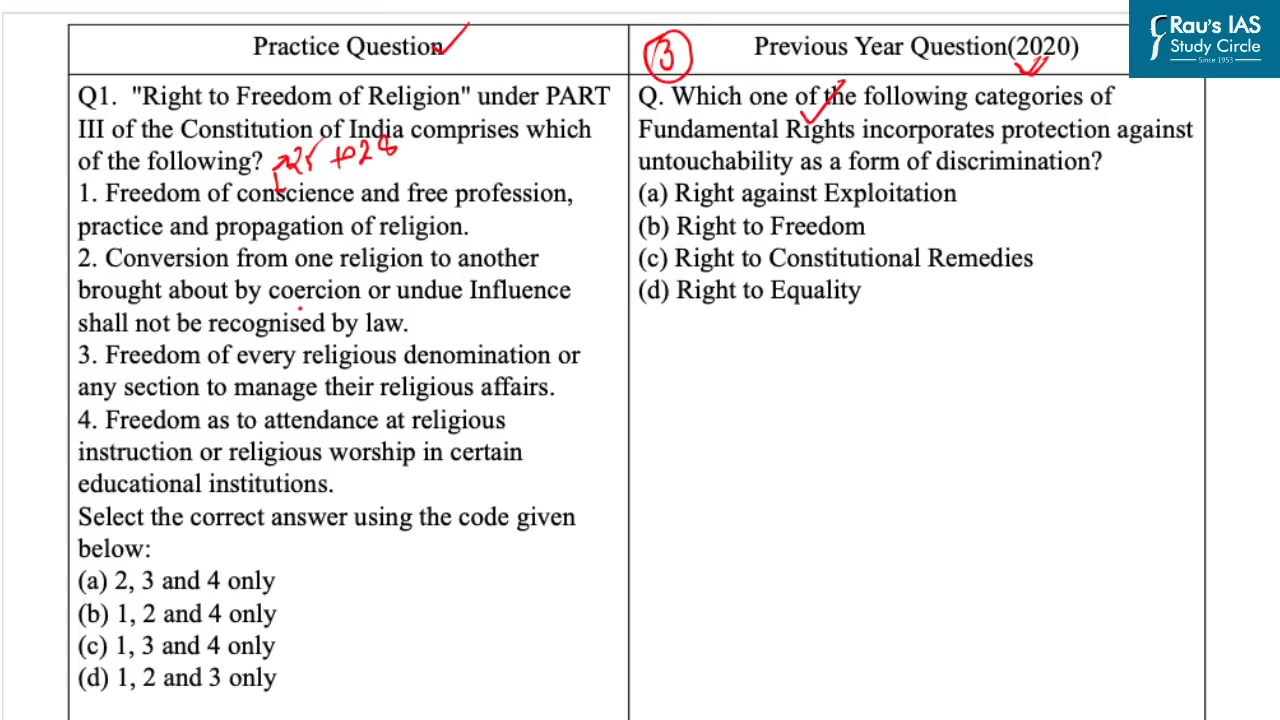 Rau's IAS
Study Circle
Since 1953
Practice Question
Q1. "Right to Freedom of Religion" under PART
III of the Constitution of India comprises which
of the following?
25 to 28
1. Freedom of conscience and free profession,
practice and propagation of religion.
2. Conversion from one religion to another
brought about by coercion or undue Influence
shall not be recognised by law.
3. Freedom of every religious denomination or
any section to manage their religious affairs.
4. Freedom as to attendance at religious
instruction or religious worship in certain
educational institutions.
Select the correct answer using the code given
below:
(a) 2, 3 and 4 only
(b) 1, 2 and 4 only
(c) 1, 3 and 4 only
(d) 1, 2 and 3 only
3
Previous Year Question(2020)
Q. Which one of the following categories of
Fundamental Rights incorporates protection against
untouchability as a form of discrimination?
(a) Right against Exploitation
(b) Right to Freedom
(c) Right to Constitutional Remedies
(d) Right to Equality